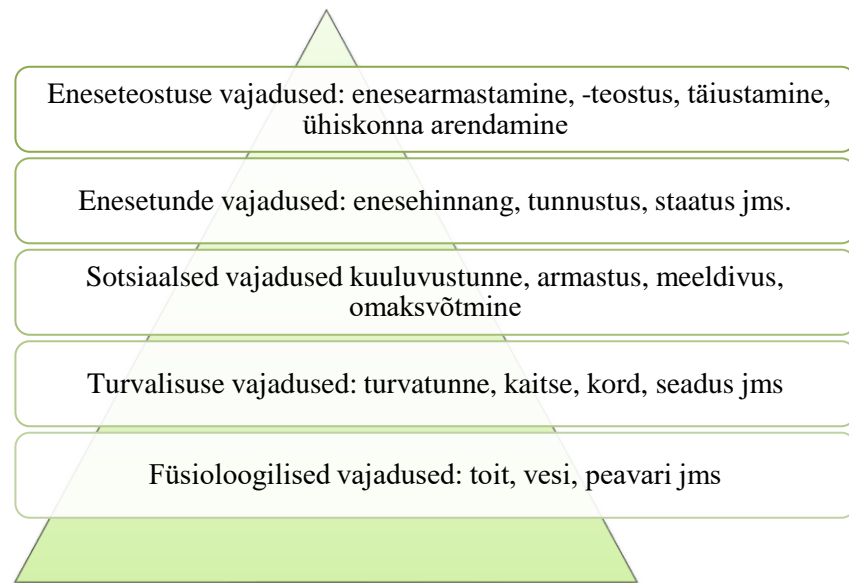 Eneseteostuse vajadused: enesearmastamine, -teostus, täiustamine,
ühiskonna arendamine
Enesetunde vajadused: enesehinnang, tunnustus, staatus jms.
Sotsiaalsed vajadused kuuluvustunne, armastus, meeldivus,
omaksvõtmine
Turvalisuse vajadused: turvatunne, kaitse, kord, seadus jms
Füsioloogilised vajadused: toit, vesi, peavari jms